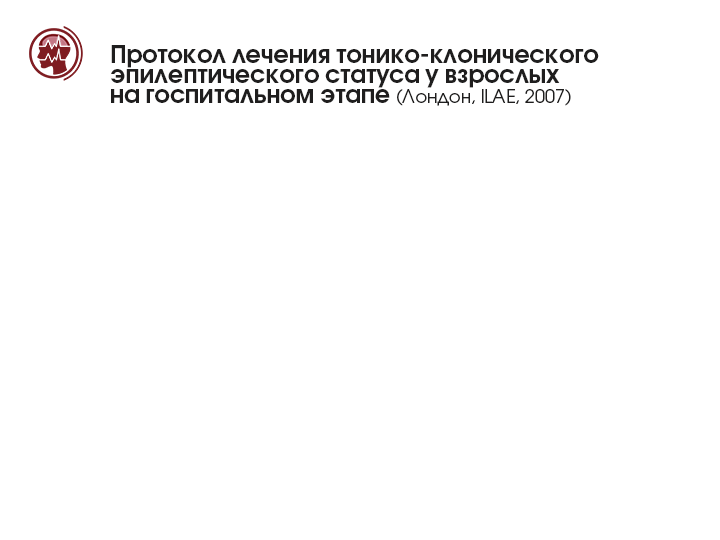 Протокол лечения тонико-клонического
эпилептического статуса у взрослых
на госпитальном этапе (Лондон, ILAE, 2007)